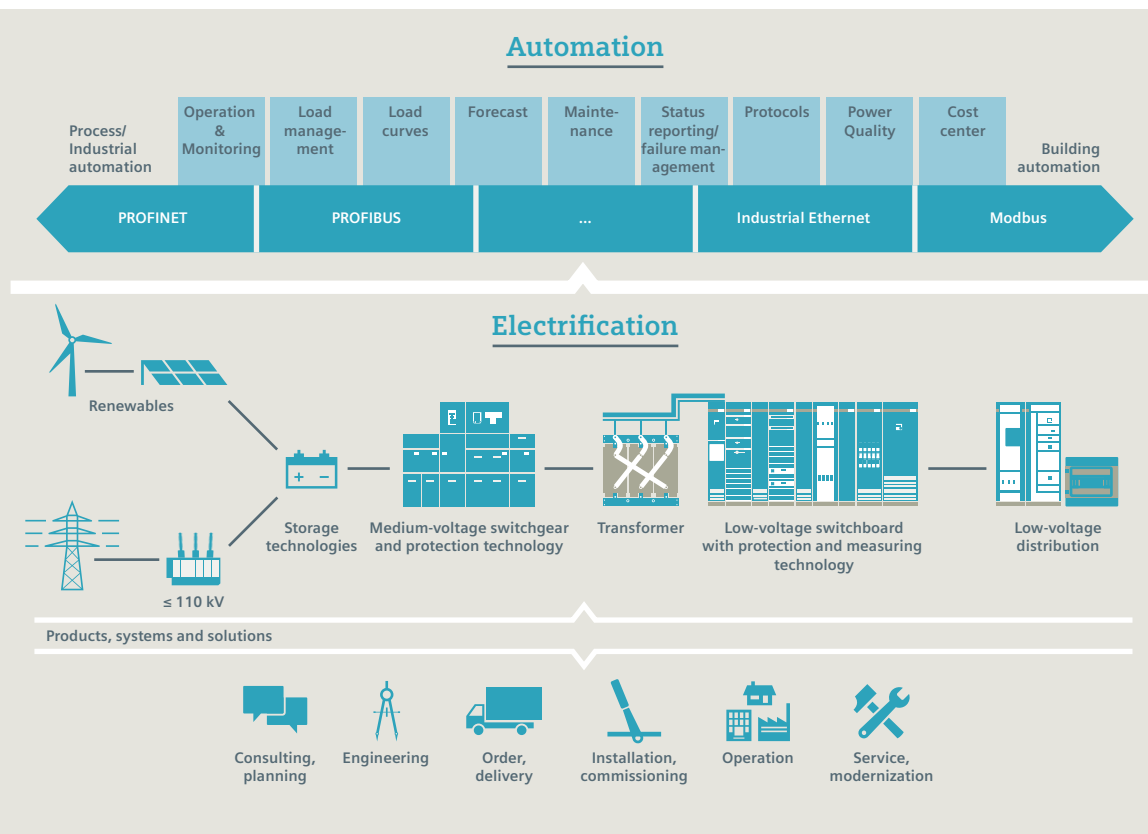 Automation
Process/
Industrial
automation
Operation
&
Monitoring
Load
manage-
ment
Load
curves
Forecast
Mainte-
nance
Status
reporting/
failure man-
agement
Protocols
Power
Quality
Cost
center
Building
automation
PROFINET
PROFIBUS
...
Industrial Ethernet
Modbus
Electrification
Renewables
≤ 110 kV
Storage
technologies
Medium-voltage switchgear
and protection technology
Transformer
Low-voltage switchboard
with protection and measuring
technology
Low-voltage
distribution
Products, systems and solutions
Consulting,
planning
Engineering
Order,
delivery
Installation,
commissioning
Operation
Service,
modernization